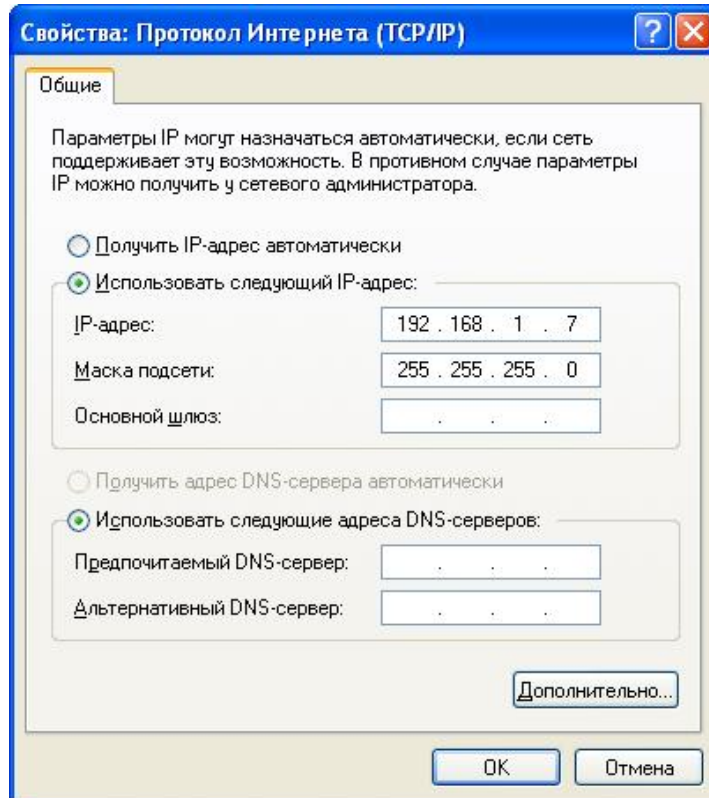 Свойства: Протокол Интернета (TCP/IP)
Общие
Параметры IP могут назначаться автоматически, если сеть
поддерживает эту возможность. В противном случае параметры
IP можно получить у сетевого администратора.
Получить IP-адрес автоматически
Использовать следующий IP-адрес:
IP-адрес: 192 . 168 . 1 . 7
Маска подсети: 255 . 255 . 255 . 0
Основной шлюз: . . .
Получить адрес DNS-сервера автоматически
Использовать следующие адреса DNS-серверов:
Предпочитаемый DNS-сервер: . . .
Альтернативный DNS-сервер: . . .
Дополнительно...
OK Отмена